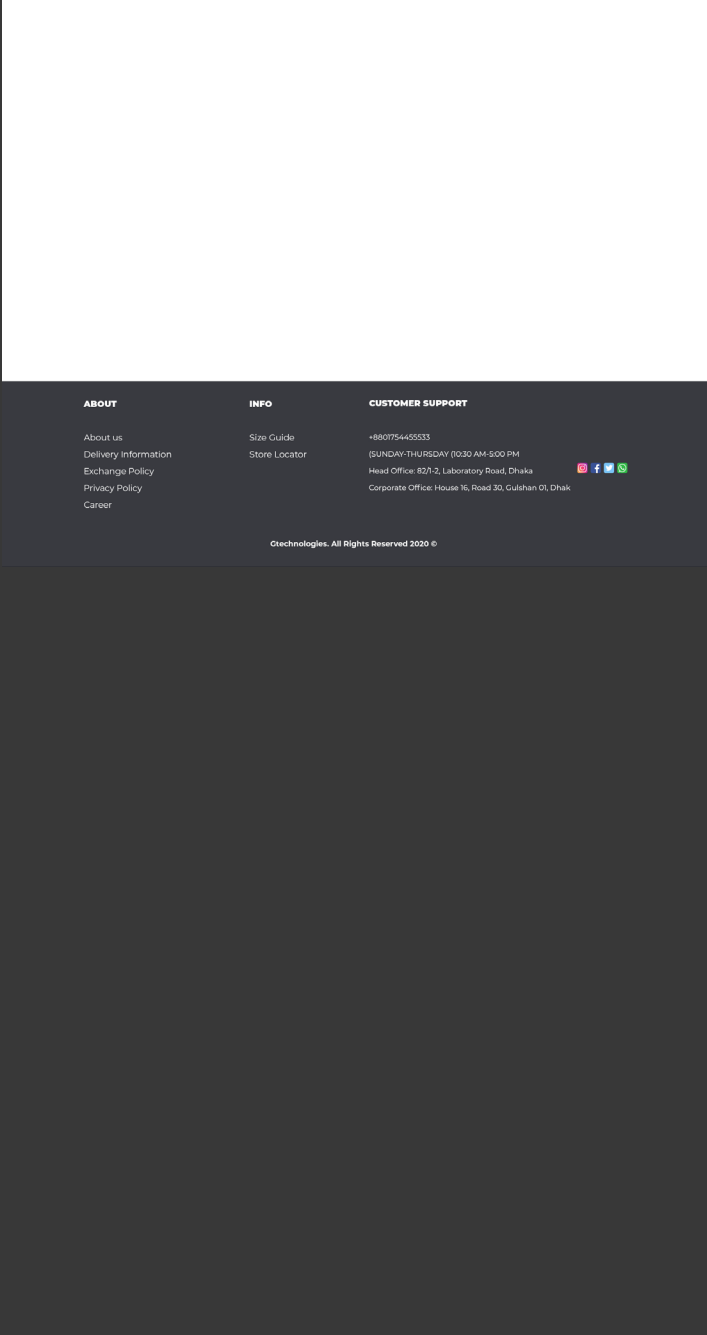 ABOUT
About us
Delivery Information
Exchange Policy
Privacy Policy
Career
INFO
Size Guide
Store Locator
CUSTOMER SUPPORT
+8801754455533
(SUNDAY-THURSDAY (10:30 AM-5:00 PM
Head Office: 82/1-2, Laboratory Road, Dhaka
Corporate Office: House 16, Road 30, Gulshan 01, Dhak
Gtechnologies. All Rights Reserved 2020 ©